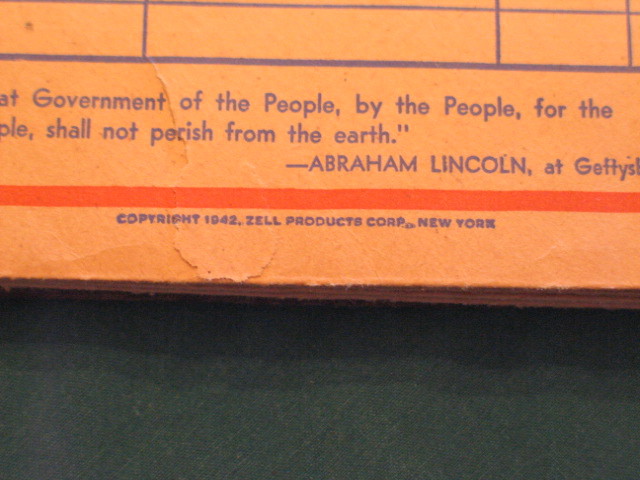 at Government of the People, by the People, for the
ple, shall not perish from the earth."
—ABRAHAM LINCOLN, at Gettysb
COPYRIGHT 1942, ZELL PRODUCTS CORP., NEW YORK